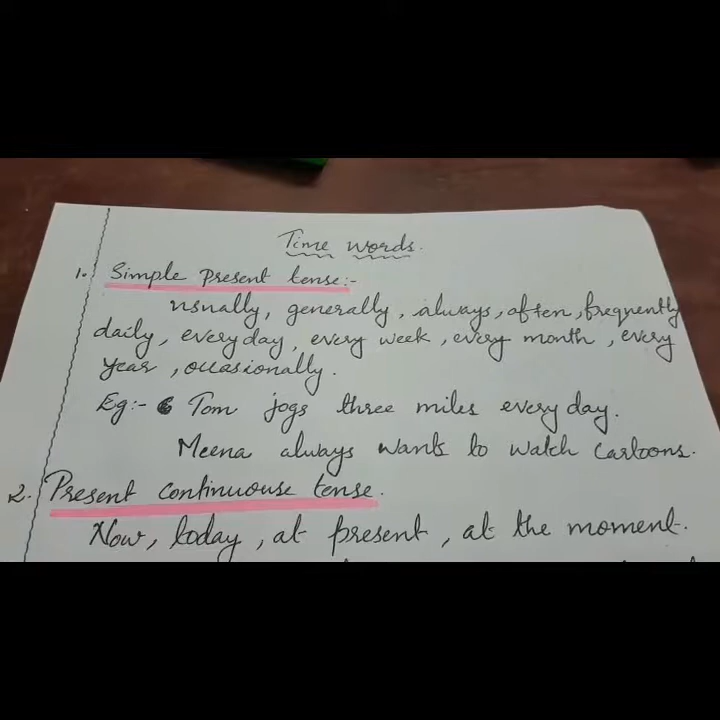 Time words.
1. Simple present tense:-
usually, generally, always, often, frequently
daily, every day, every week, every month, every
year, occasionally.
Eg:- Tom jogs three miles every day.
Meena always wants to watch cartoons.
2. Present continuouse tense.
Now, today, at present, at the moment.